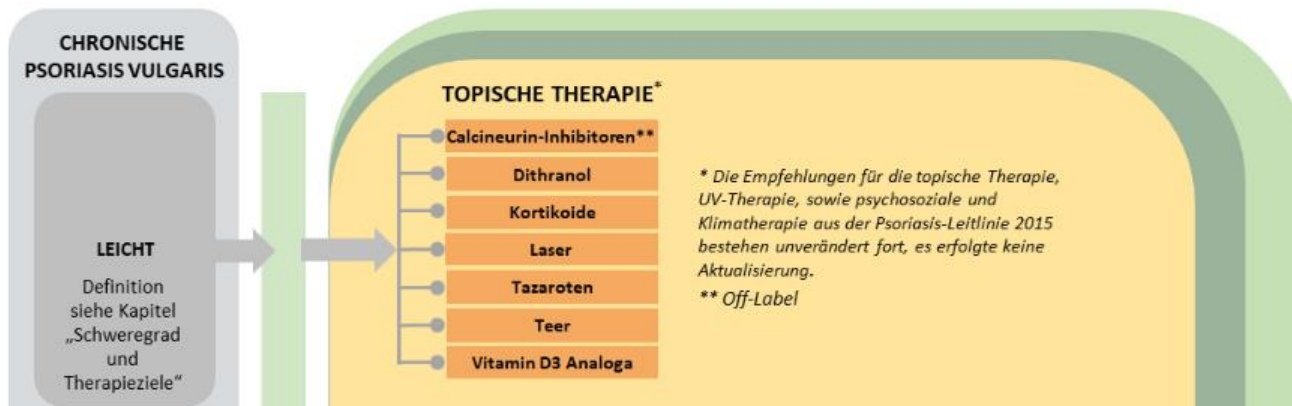 CHRONISCHE
PSORIASIS VULGARIS
LEICHT
Definition
siehe Kapitel
„Schweregrad
und
Therapieziele“
TOPISCHE THERAPIE*
Calcineurin-Inhibitoren**
Dithranol
Kortikoide
Laser
Tazaroten
Teer
Vitamin D3 Analoga
* Die Empfehlungen für die topische Therapie,
UV-Therapie, sowie psychosoziale und
Klimatherapie aus der Psoriasis-Leitlinie 2015
bestehen unverändert fort, es erfolgte keine
Aktualisierung.
** Off-Label